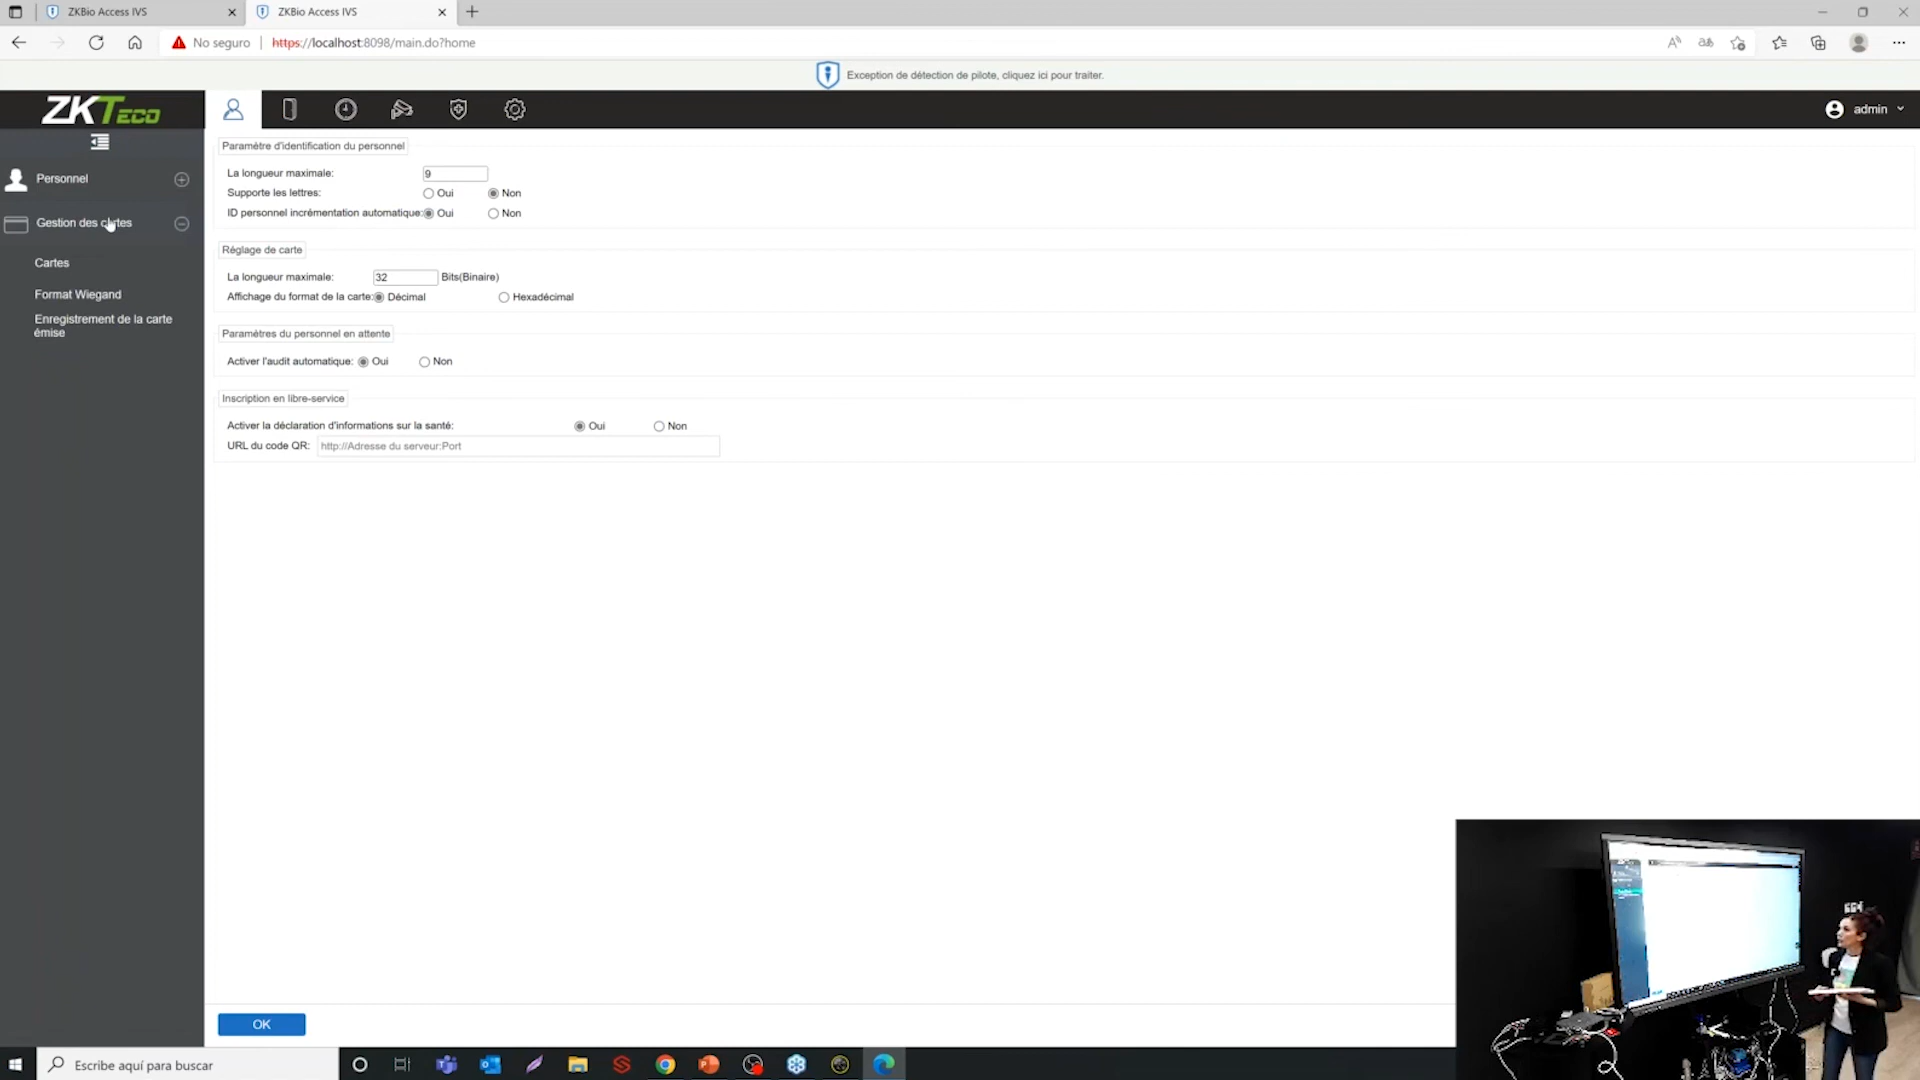 ZKBio Access IVS
ZKBio Access IVS
No seguro
https://localhost:8098/main.do?home
Exception de détection de pilote, cliquez ici pour traiter.
ZKTeco
admin
Personnel
Gestion des cartes
Cartes
Format Wiegand
Enregistrement de la carte
émise
Paramètre d'identification du personnel
La longueur maximale: 9
Supporte les lettres: Oui Non
ID personnel incrémentation automatique: Oui Non
Réglage de carte
La longueur maximale: 32 Bits(Binaire)
Affichage du format de la carte: Décimal Hexadécimal
Paramètres du personnel en attente
Activer l'audit automatique: Oui Non
Inscription en libre-service
Activer la déclaration d'informations sur la santé: Oui Non
URL du code QR: http://Adresse du serveur:Port
OK
Escribe aquí para buscar